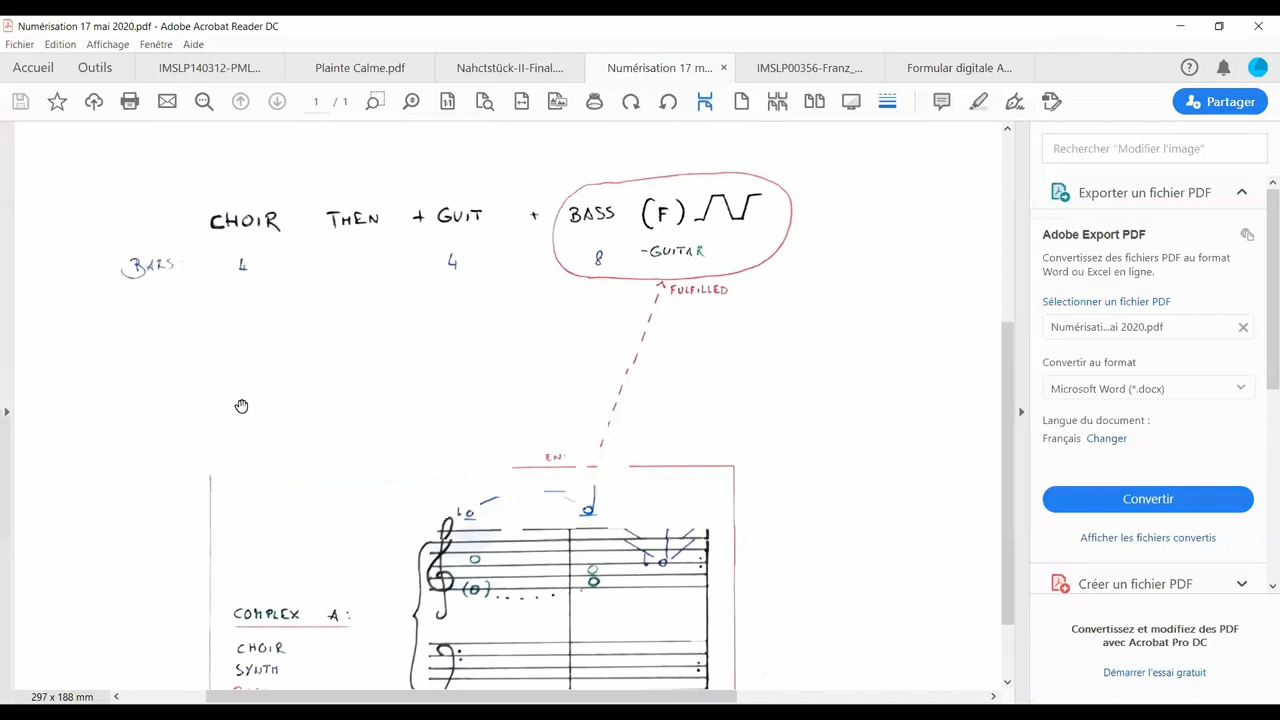 Numérisation 17 mai 2020.pdf - Adobe Acrobat Reader DC
Fichier Edition Affichage Fenêtre Aide
Accueil Outils IMSLP140312-PML... Plainte Calme.pdf Nahctstück-II-Final.... Numérisation 17 m... × IMSLP00356-Franz_... Formular digitale A...
1 / 1
Partager
Rechercher "Modifier l'image"
Exporter un fichier PDF
Adobe Export PDF
Convertissez des fichiers PDF au format
Word ou Excel en ligne.
Sélectionner un fichier PDF
Numérisati...ai 2020.pdf
Convertir au format
Microsoft Word (*.docx)
Langue du document :
Français Changer
Convertir
Afficher les fichiers convertis
Créer un fichier PDF
Convertissez et modifiez des PDF
avec Acrobat Pro DC
Démarrer l'essai gratuit
CHOIR THEN + GUIT + BASS (F)
BARS: 4 4 8 -GUITAR
FULFILLED
EN:
COMPLEX A:
CHOIR
SYNTH
297 x 188 mm